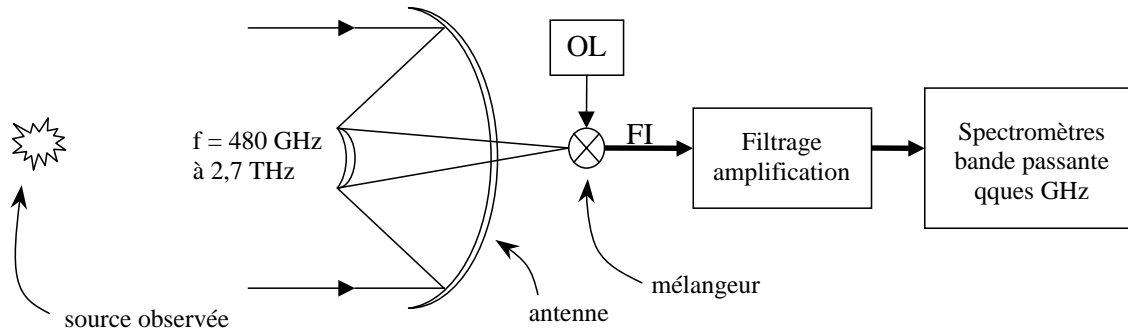 OL
FI
f = 480 GHz
à 2,7 THz
Filtrage
amplification
Spectromètres
bande passante
qques GHz
mélangeur
antenne
source observée